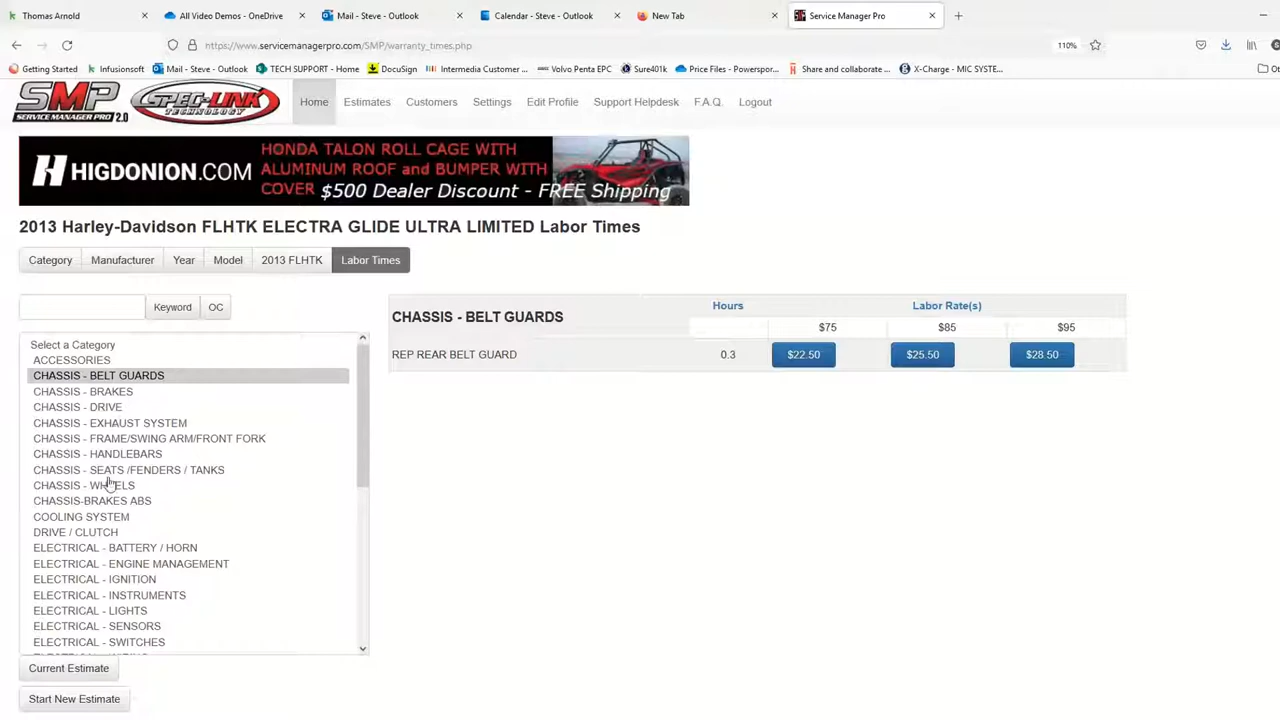 Thomas Arnold
All Video Demos - OneDrive
Mail - Steve - Outlook
Calendar - Steve - Outlook
New Tab
Service Manager Pro
https://www.servicemanagerpro.com/SMP/warranty_times.php
110%
Getting Started
Infusionsoft
Mail - Steve - Outlook
TECH SUPPORT - Home
DocuSign
Intermedia Customer ...
Volvo Penta EPC
Sure401k
Price Files - Powerspor...
Share and collaborate ...
X-Charge - MIC SYSTE...
SMP
SERVICE MANAGER PRO 2.0
SPEC-LINK
TECHNOLOGY
Home
Estimates
Customers
Settings
Edit Profile
Support Helpdesk
F.A.Q.
Logout
H HIGDONION.COM
HONDA TALON ROLL CAGE WITH
ALUMINUM ROOF and BUMPER WITH
COVER $500 Dealer Discount - FREE Shipping
2013 Harley-Davidson FLHTK ELECTRA GLIDE ULTRA LIMITED Labor Times
Category
Manufacturer
Year
Model
2013 FLHTK
Labor Times
Keyword
OC
Select a Category
ACCESSORIES
CHASSIS - BELT GUARDS
CHASSIS - BRAKES
CHASSIS - DRIVE
CHASSIS - EXHAUST SYSTEM
CHASSIS - FRAME/SWING ARM/FRONT FORK
CHASSIS - HANDLEBARS
CHASSIS - SEATS /FENDERS / TANKS
CHASSIS - WHEELS
CHASSIS-BRAKES ABS
COOLING SYSTEM
DRIVE / CLUTCH
ELECTRICAL - BATTERY / HORN
ELECTRICAL - ENGINE MANAGEMENT
ELECTRICAL - IGNITION
ELECTRICAL - INSTRUMENTS
ELECTRICAL - LIGHTS
ELECTRICAL - SENSORS
ELECTRICAL - SWITCHES
Current Estimate
Start New Estimate
CHASSIS - BELT GUARDS
Hours
Labor Rate(s)
$75
$85
$95
REP REAR BELT GUARD
0.3
$22.50
$25.50
$28.50